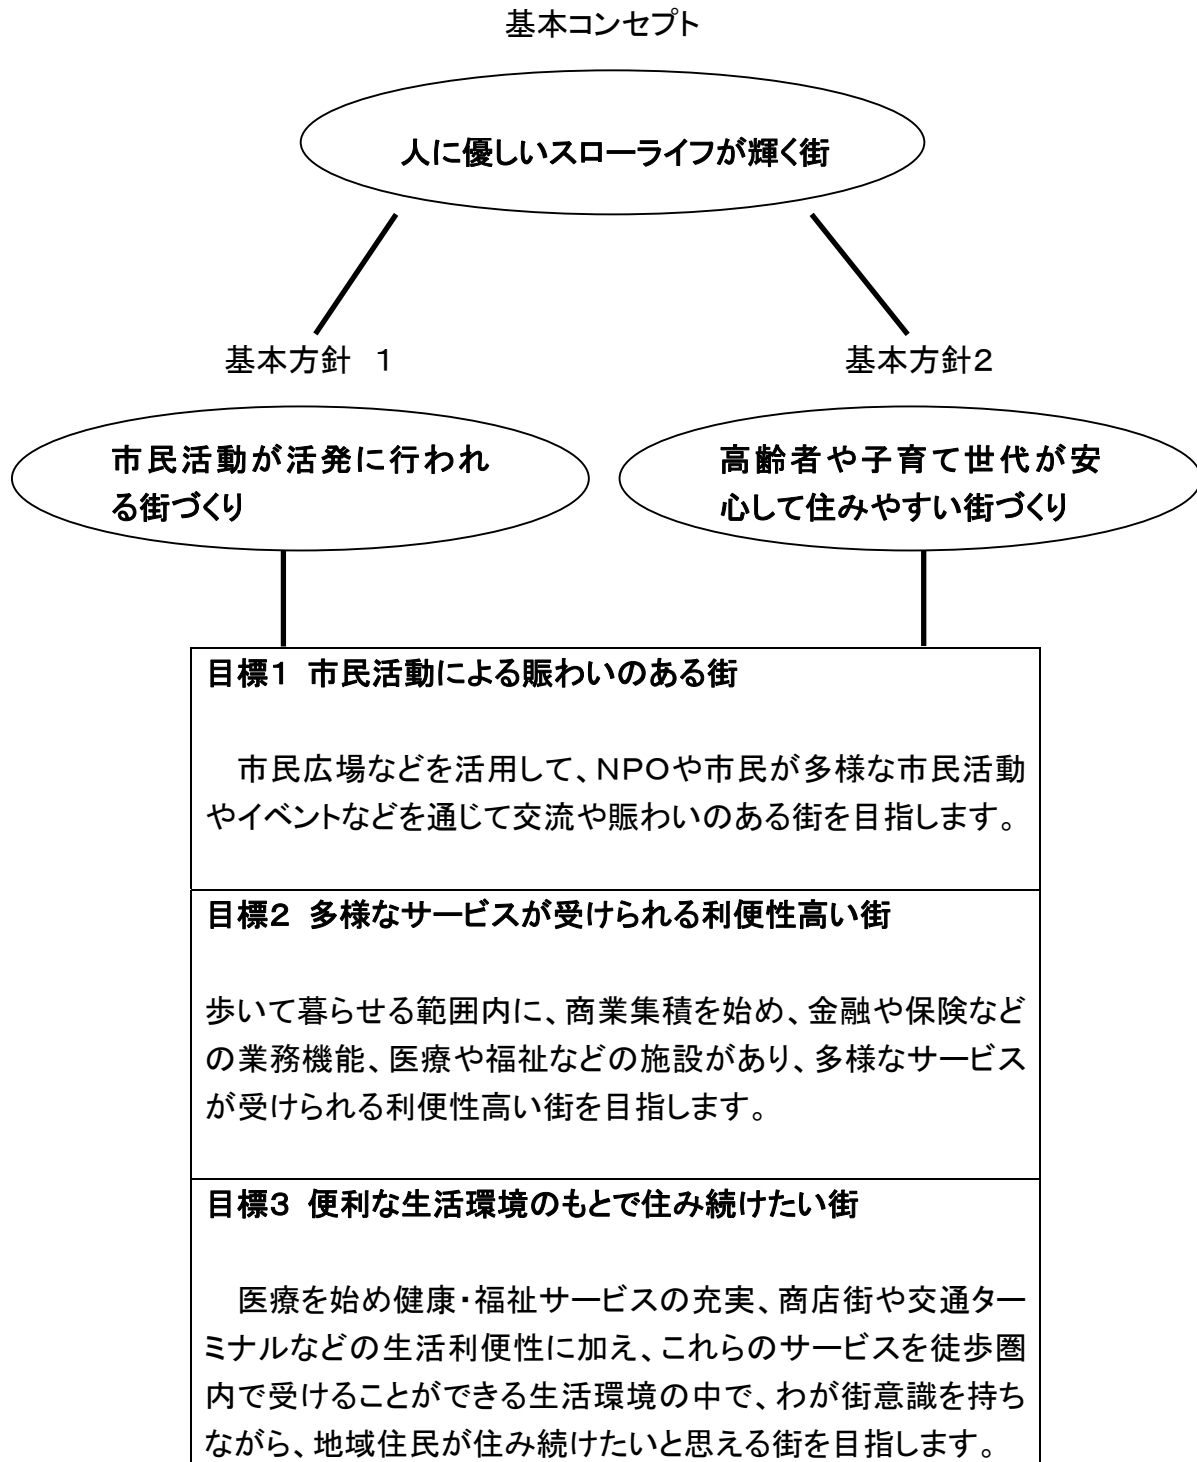 基本コンセプト
人に優しいスローライフが輝く街
基本方針　１
基本方針２
市民活動が活発に行われ
る街づくり
高齢者や子育て世代が安
心して住みやすい街づくり
目標１ 市民活動による賑わいのある街
市民広場などを活用して、ＮＰＯや市民が多様な市民活動
やイベントなどを通じて交流や賑わいのある街を目指します。
目標２ 多様なサービスが受けられる利便性高い街
歩いて暮らせる範囲内に、商業集積を始め、金融や保険など
の業務機能、医療や福祉などの施設があり、多様なサービス
が受けられる利便性高い街を目指します。
目標３ 便利な生活環境のもとで住み続けたい街
医療を始め健康・福祉サービスの充実、商店街や交通ター
ミナルなどの生活利便性に加え、これらのサービスを徒歩圏
内で受けることができる生活環境の中で、わが街意識を持ち
ながら、地域住民が住み続けたいと思える街を目指します。